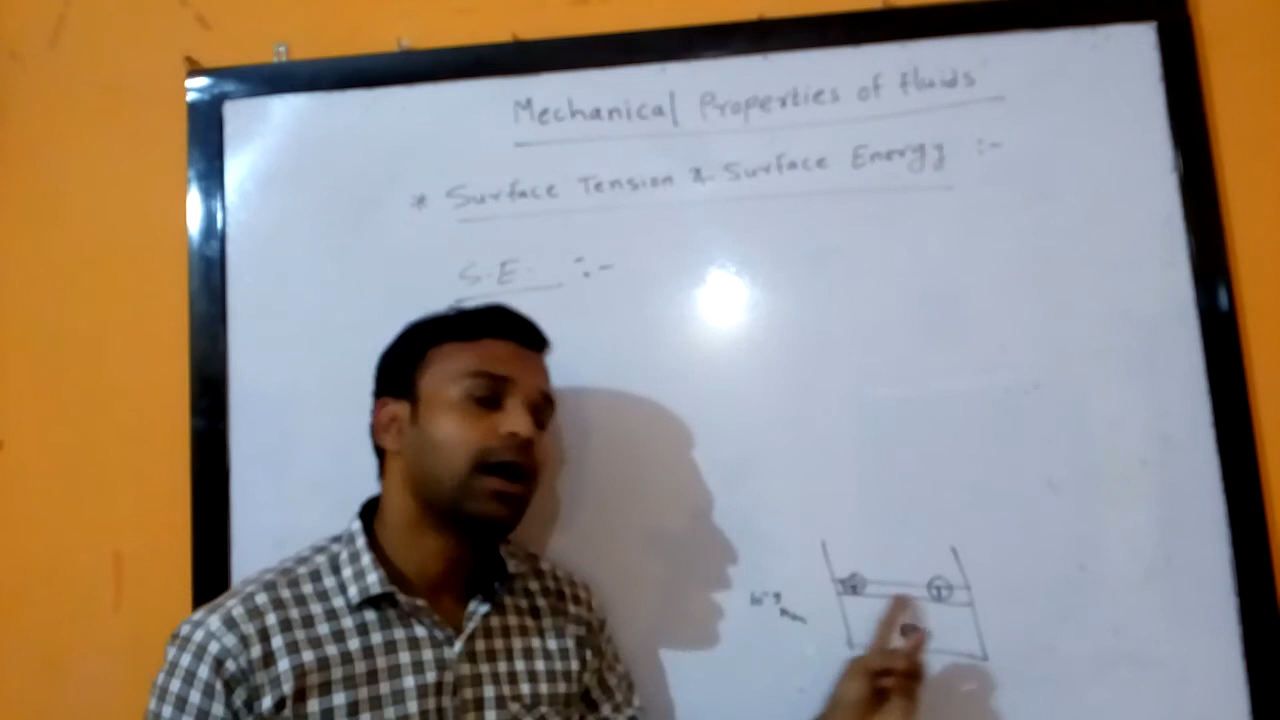 Mechanical Properties of fluids
* Surface Tension & Surface Energy :-
S.E. :-